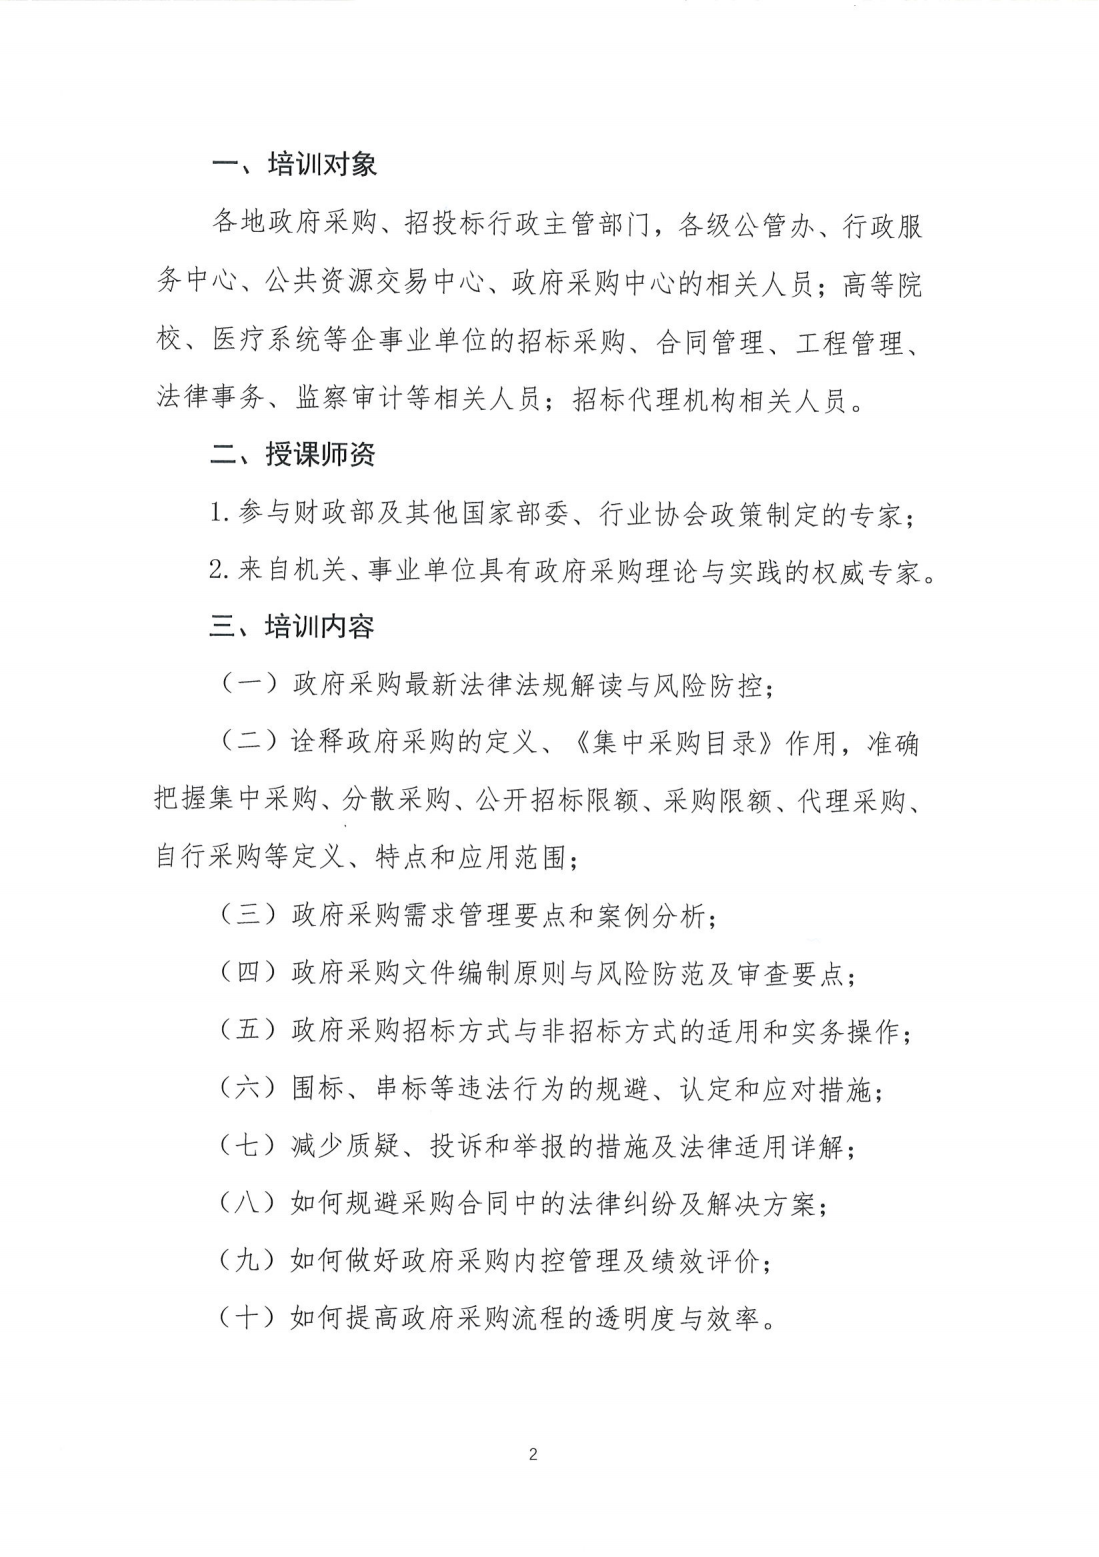 一、培训对象
各地政府采购、招投标行政主管部门，各级公管办、行政服
务中心、公共资源交易中心、政府采购中心的相关人员；高等院
校、医疗系统等企事业单位的招标采购、合同管理、工程管理、
法律事务、监察审计等相关人员；招标代理机构相关人员。
二、授课师资
1. 参与财政部及其他国家部委、行业协会政策制定的专家；
2. 来自机关、事业单位具有政府采购理论与实践的权威专家。
三、培训内容
（一）政府采购最新法律法规解读与风险防控；
（二）诠释政府采购的定义、《集中采购目录》作用，准确
把握集中采购、分散采购、公开招标限额、采购限额、代理采购、
自行采购等定义、特点和应用范围；
（三）政府采购需求管理要点和案例分析；
（四）政府采购文件编制原则与风险防范及审查要点；
（五）政府采购招标方式与非招标方式的适用和实务操作；
（六）围标、串标等违法行为的规避、认定和应对措施；
（七）减少质疑、投诉和举报的措施及法律适用详解；
（八）如何规避采购合同中的法律纠纷及解决方案；
（九）如何做好政府采购内控管理及绩效评价；
（十）如何提高政府采购流程的透明度与效率。
2